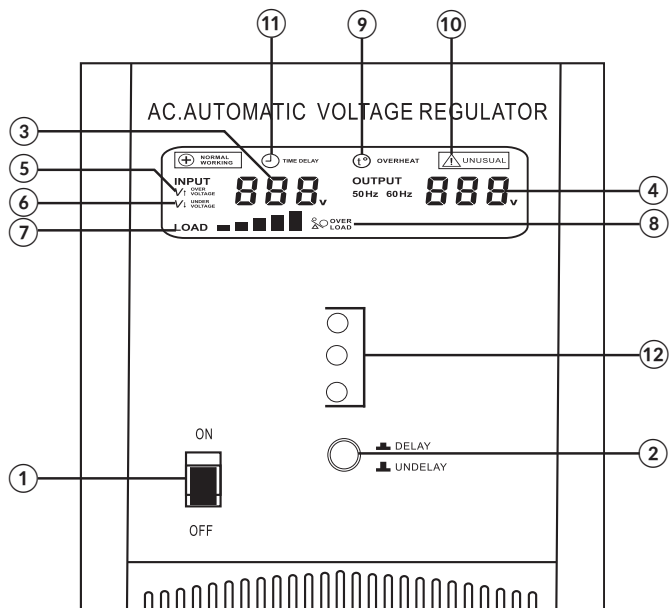 11
9
10
AC.AUTOMATIC VOLTAGE REGULATOR
3
NORMAL WORKING
TIME DELAY
t°
OVERHEAT
UNUSUAL
5
INPUT
V↑ OVER VOLTAGE
888v
OUTPUT
50Hz 60Hz
888v
4
6
V↓ UNDER VOLTAGE
7
LOAD
OVER LOAD
8
12
ON
DELAY
2
UNDELAY
1
OFF